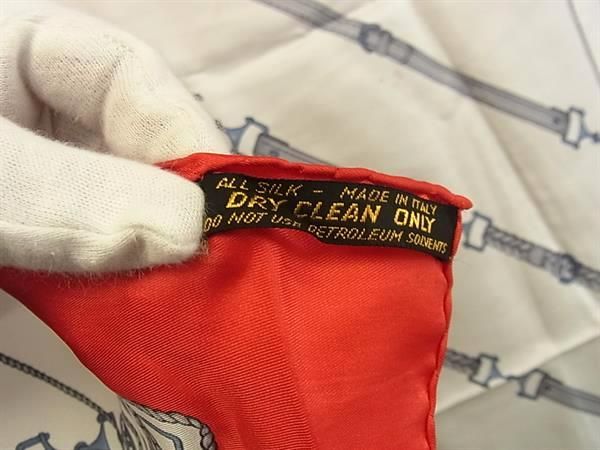 ALL SILK - MADE IN ITALY
DRY CLEAN ONLY
DO NOT USE PETROLEUM SOLVENTS